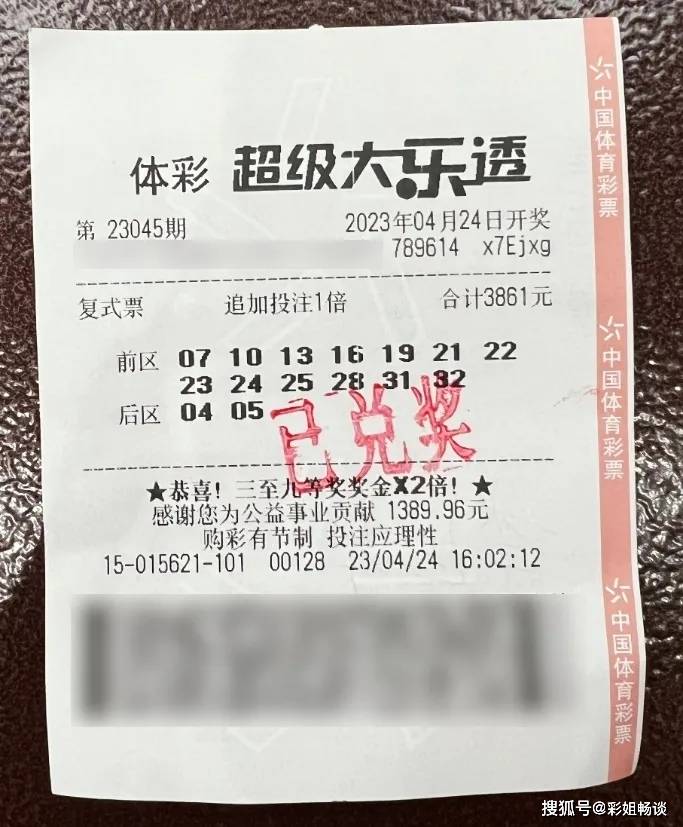 体彩 超级大乐透
第 23045期 2023年04月24日开奖
789614 x7Ejxg
复式票 追加投注1倍 合计3861元
前区 07 10 13 16 19 21 22
23 24 25 28 31 32
后区 04 05
已兑奖
★恭喜! 三至九等奖奖金X2倍! ★
感谢您为公益事业贡献 1389.96元
购彩有节制 投注应理性
15-015621-101 00128 23/04/24 16:02:12
中国体育彩票
中国体育彩票
中国体育彩票
搜狐号@彩姐畅谈